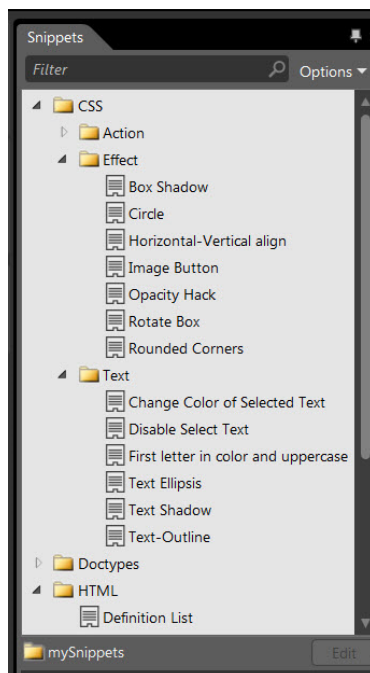 Snippets
Filter
Options
CSS
Action
Effect
Box Shadow
Circle
Horizontal-Vertical align
Image Button
Opacity Hack
Rotate Box
Rounded Corners
Text
Change Color of Selected Text
Disable Select Text
First letter in color and uppercase
Text Ellipsis
Text Shadow
Text-Outline
Doctypes
HTML
Definition List
mySnippets
Edit